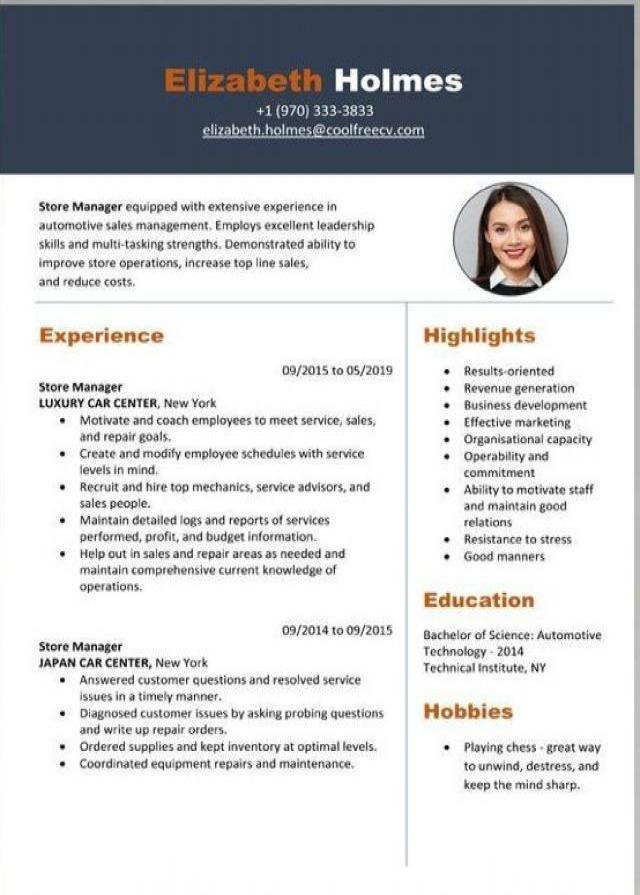 Elizabeth Holmes
+1 (970) 333-3833
elizabeth.holmes@coolfreecv.com
Store Manager equipped with extensive experience in
automotive sales management. Employs excellent leadership
skills and multi-tasking strengths. Demonstrated ability to
improve store operations, increase top line sales,
and reduce costs.
Experience
09/2015 to 05/2019
Store Manager
LUXURY CAR CENTER, New York
• Motivate and coach employees to meet service, sales,
and repair goals.
• Create and modify employee schedules with service
levels in mind.
• Recruit and hire top mechanics, service advisors, and
sales people.
• Maintain detailed logs and reports of services
performed, profit, and budget information.
• Help out in sales and repair areas as needed and
maintain comprehensive current knowledge of
operations.
09/2014 to 09/2015
Store Manager
JAPAN CAR CENTER, New York
• Answered customer questions and resolved service
issues in a timely manner.
• Diagnosed customer issues by asking probing questions
and write up repair orders.
• Ordered supplies and kept inventory at optimal levels.
• Coordinated equipment repairs and maintenance.
Highlights
• Results-oriented
• Revenue generation
• Business development
• Effective marketing
• Organisational capacity
• Operability and
commitment
• Ability to motivate staff
and maintain good
relations
• Resistance to stress
• Good manners
Education
Bachelor of Science: Automotive
Technology - 2014
Technical Institute, NY
Hobbies
• Playing chess - great way
to unwind, destress, and
keep the mind sharp.